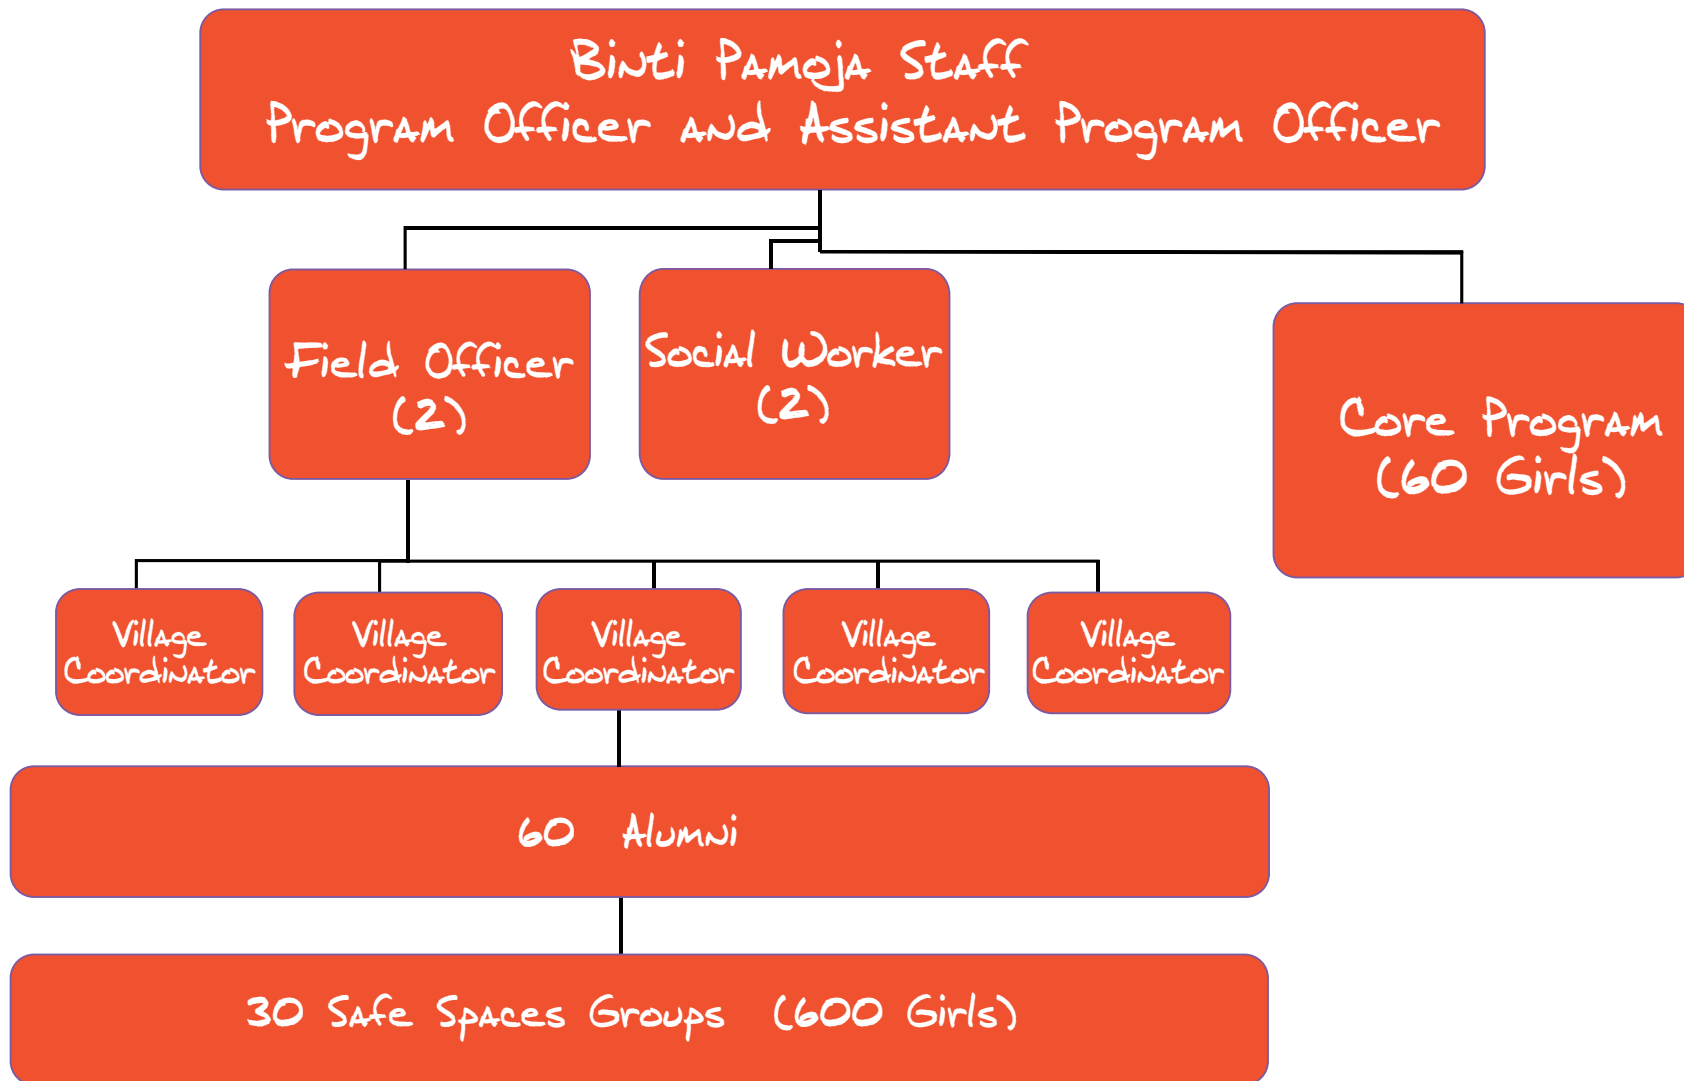 Binti Pamoja Staff
Program Officer and Assistant Program Officer
Field Officer
(2)
Social Worker
(2)
Core Program
(60 Girls)
Village
Coordinator
Village
Coordinator
Village
Coordinator
Village
Coordinator
Village
Coordinator
60 Alumni
30 Safe Spaces Groups (600 Girls)